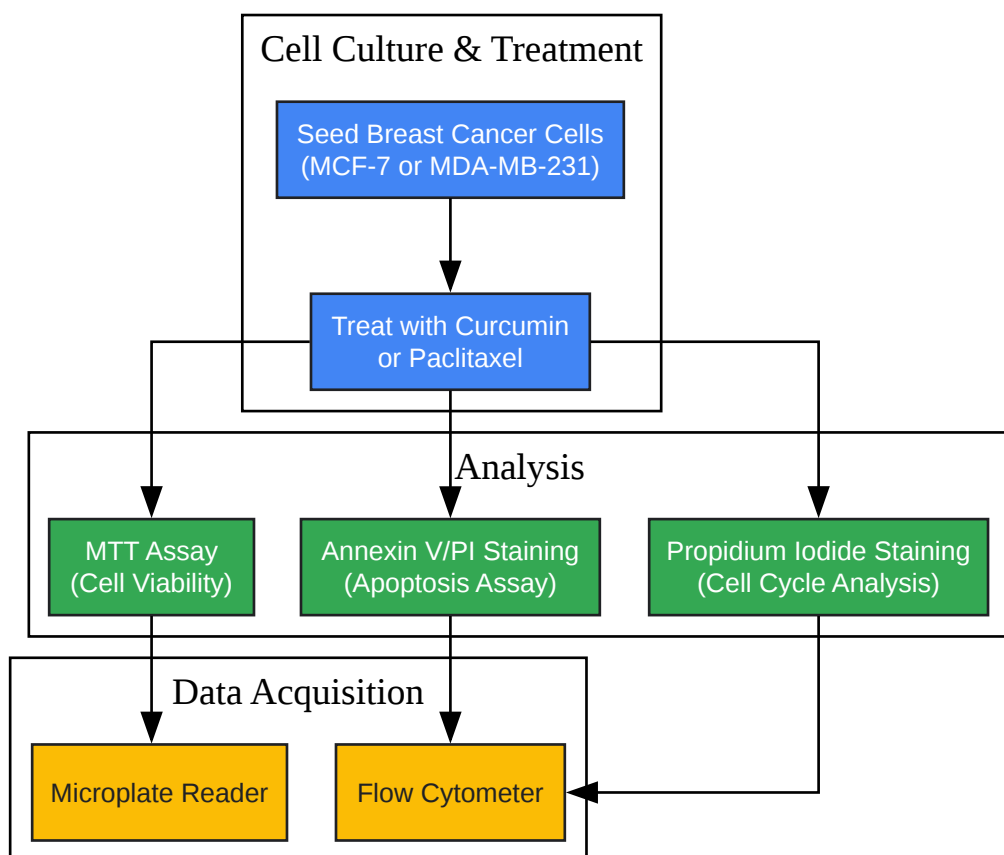 Cell Culture & Treatment
Seed Breast Cancer Cells
(MCF-7 or MDA-MB-231)
Treat with Curcumin
or Paclitaxel
Analysis
MTT Assay
(Cell Viability)
Annexin V/PI Staining
(Apoptosis Assay)
Propidium Iodide Staining
(Cell Cycle Analysis)
Data Acquisition
Microplate Reader
Flow Cytometer